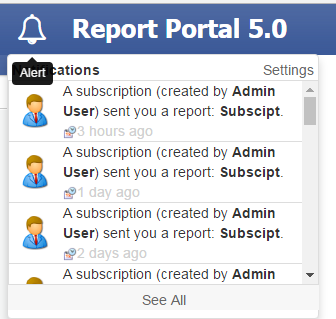 Report Portal 5.0
Alert
cations
Settings
A subscription (created by Admin
User) sent you a report: Subscipt.
3 hours ago
A subscription (created by Admin
User) sent you a report: Subscipt.
1 day ago
A subscription (created by Admin
User) sent you a report: Subscipt.
2 days ago
A subscription (created by Admin
See All